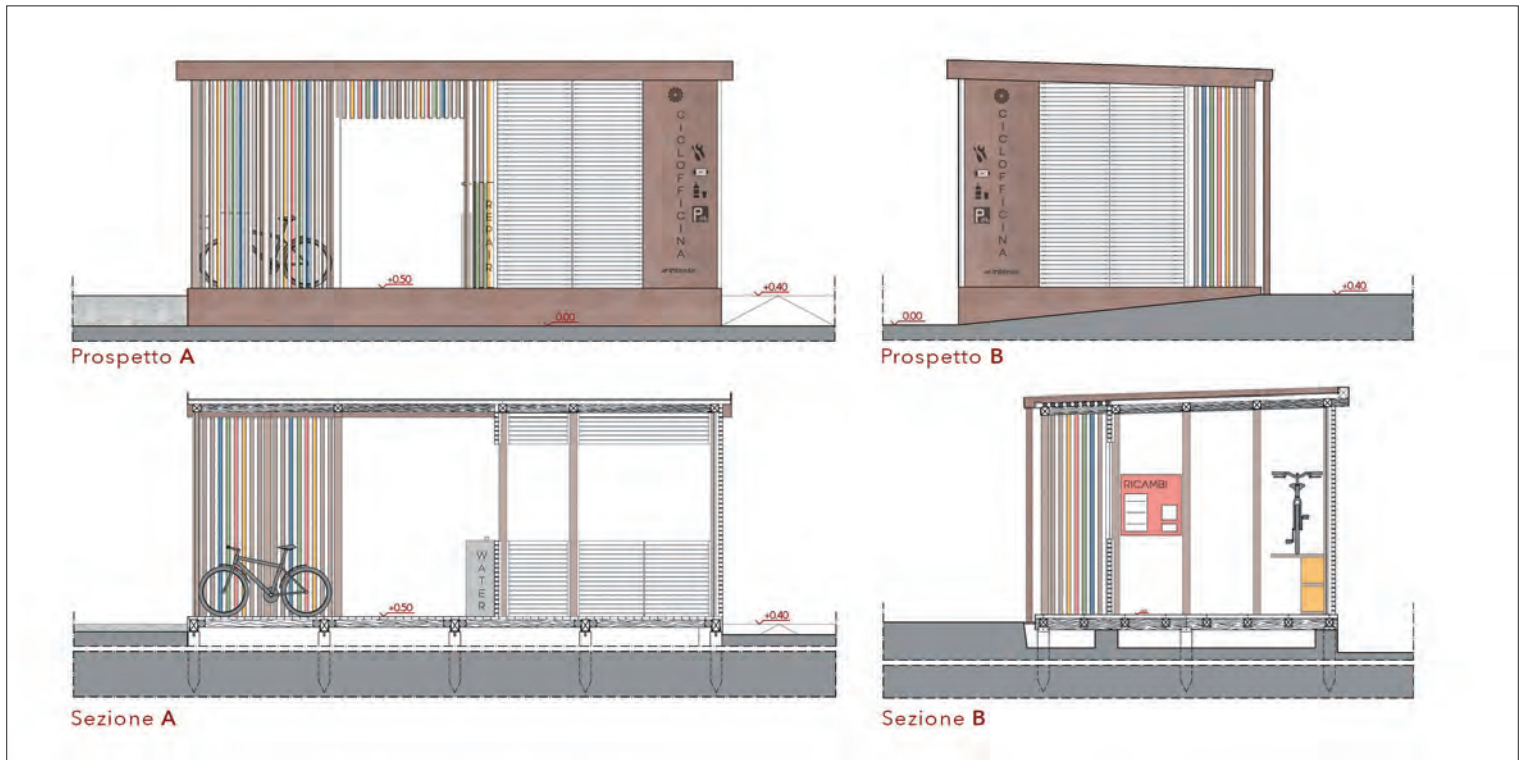 CICLOFFICINA
REPAIR
P
+0.50
+0.40
0.00
Prospetto A
CICLOFFICINA
P
+0.40
0.00
Prospetto B
WATER
+0.50
+0.40
Sezione A
RICAMBI
Sezione B